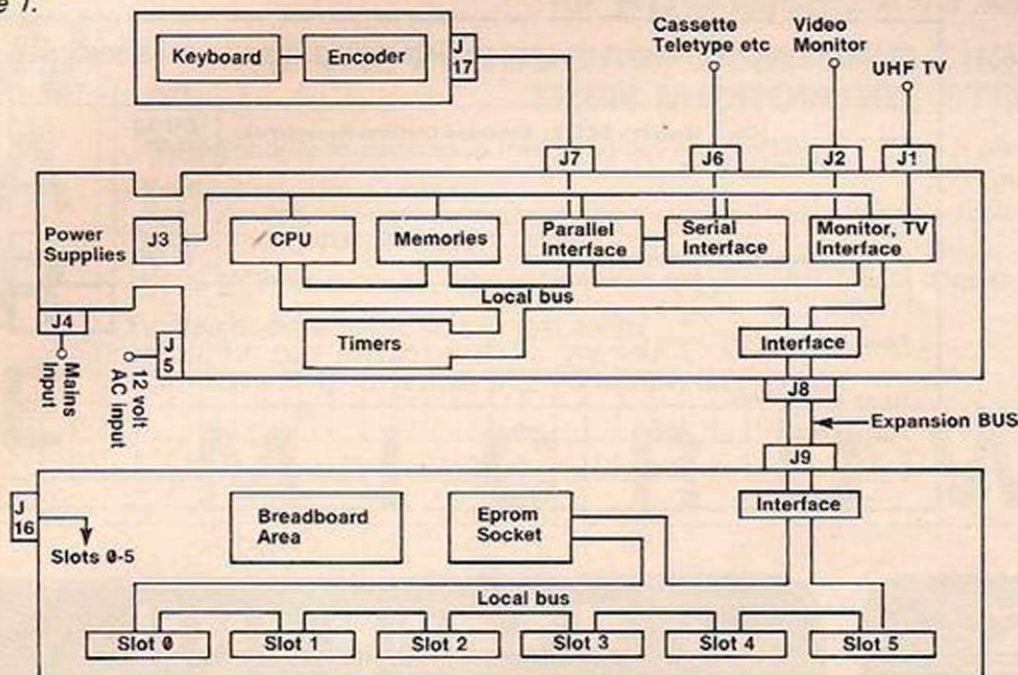 e 1.
Keyboard
Encoder
J
17
Cassette
Teletype etc
Video
Monitor
UHF TV
J7
J6
J2
J1
Power
Supplies
J3
CPU
Memories
Parallel
Interface
Serial
Interface
Monitor, TV
Interface
Local bus
J4
Timers
Interface
J
5
Mains
Input
12 volt
AC input
J8
Expansion BUS
J9
J
16
Slots 0-5
Breadboard
Area
Eprom
Socket
Interface
Local bus
Slot 0
Slot 1
Slot 2
Slot 3
Slot 4
Slot 5